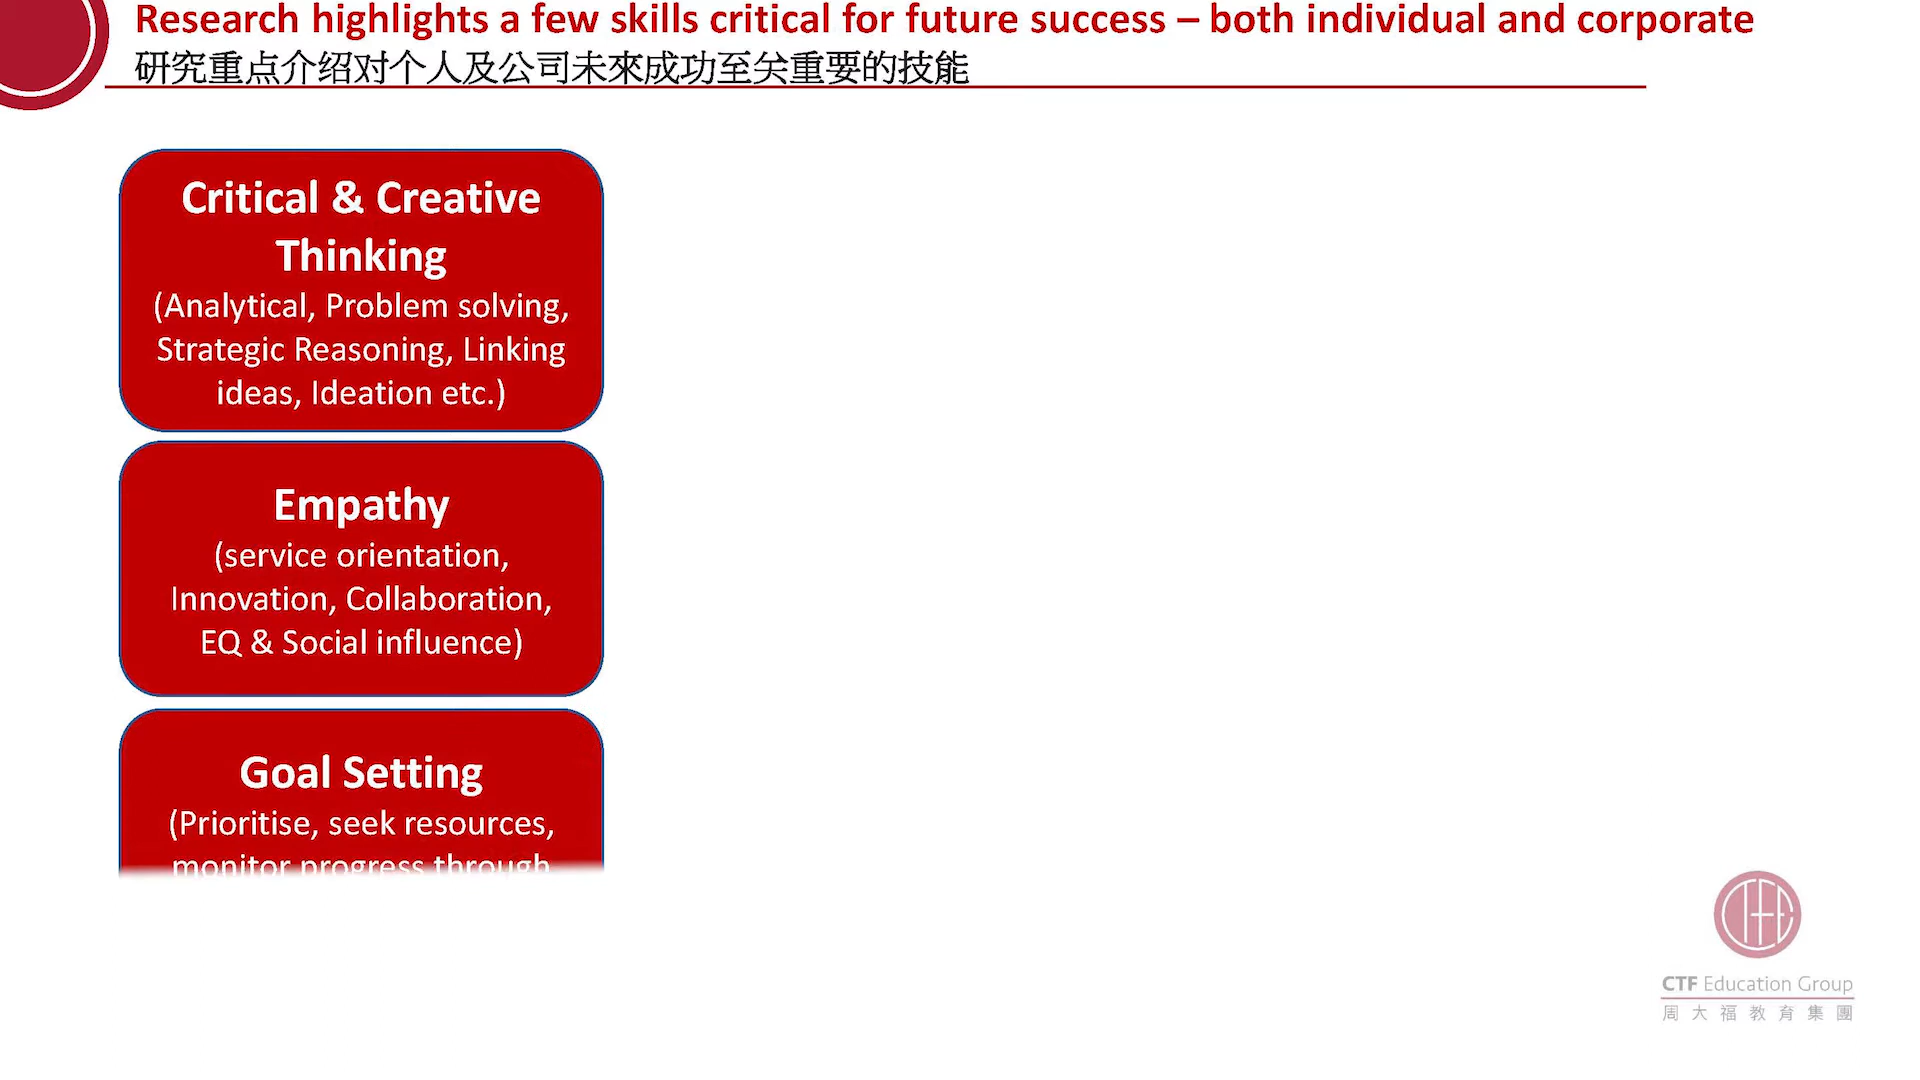 Research highlights a few skills critical for future success – both individual and corporate
研究重点介绍对个人及公司未來成功至关重要的技能
Critical & Creative
Thinking
(Analytical, Problem solving,
Strategic Reasoning, Linking
ideas, Ideation etc.)
Empathy
(service orientation,
Innovation, Collaboration,
EQ & Social influence)
Goal Setting
(Prioritise, seek resources,
monitor progress through
CTF Education Group
周大福教育集團